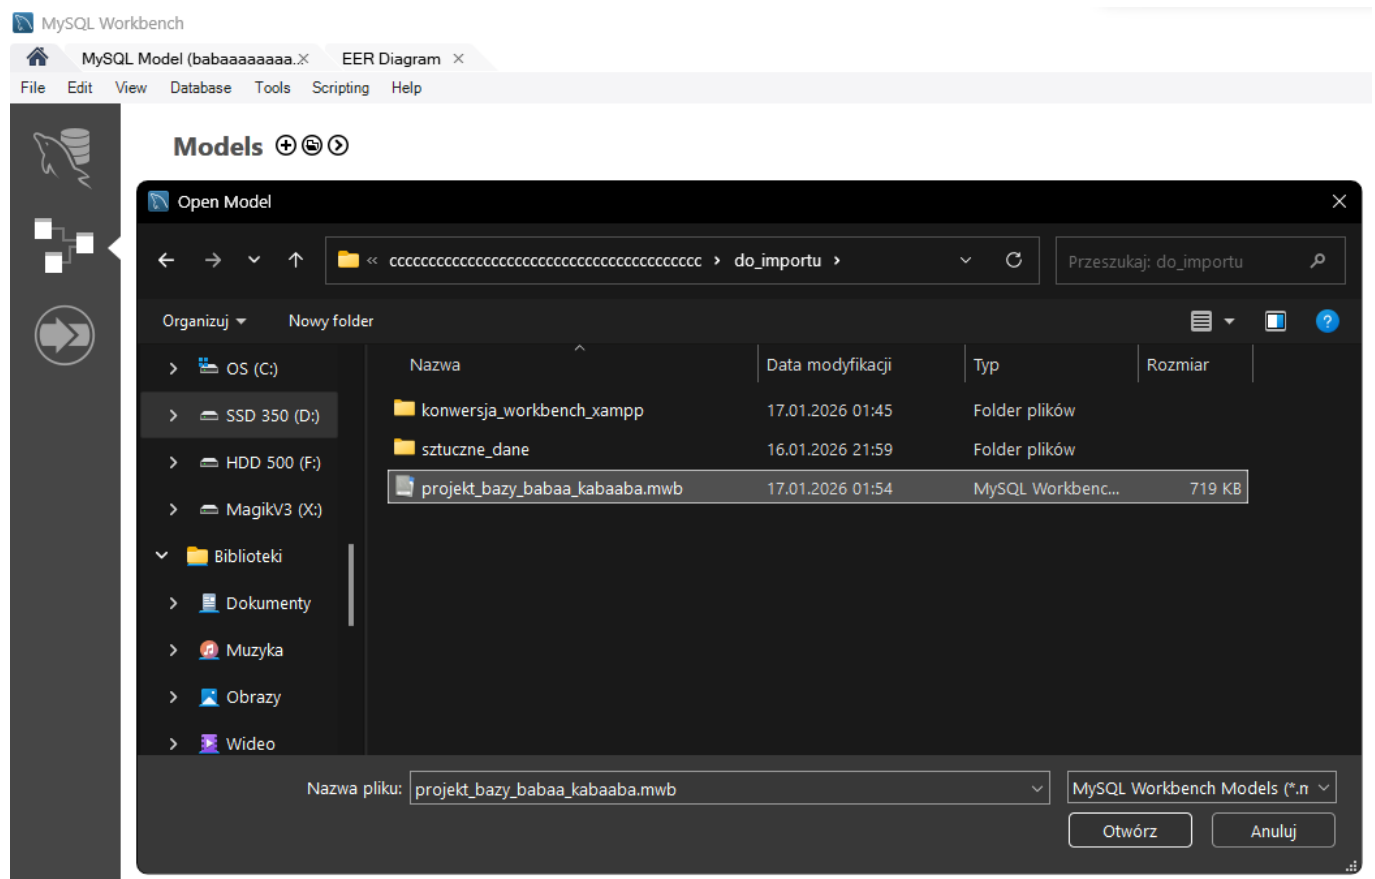 MySQL Workbench
MySQL Model (babaaaaaaaa.× EER Diagram ×
File Edit View Database Tools Scripting Help
Models
Open Model
« cccccccccccccccccccccccccccccccccccccccc › do_importu ›
Przeszukaj: do_importu
Organizuj Nowy folder
Nazwa Data modyfikacji Typ Rozmiar
OS (C:)
SSD 350 (D:)
HDD 500 (F:)
MagikV3 (X:)
Biblioteki
Dokumenty
Muzyka
Obrazy
Wideo
konwersja_workbench_xampp 17.01.2026 01:45 Folder plików
sztuczne_dane 16.01.2026 21:59 Folder plików
projekt_bazy_babaa_kabaaba.mwb 17.01.2026 01:54 MySQL Workbenc... 719 KB
Nazwa pliku: projekt_bazy_babaa_kabaaba.mwb MySQL Workbench Models (*.m
Otwórz Anuluj